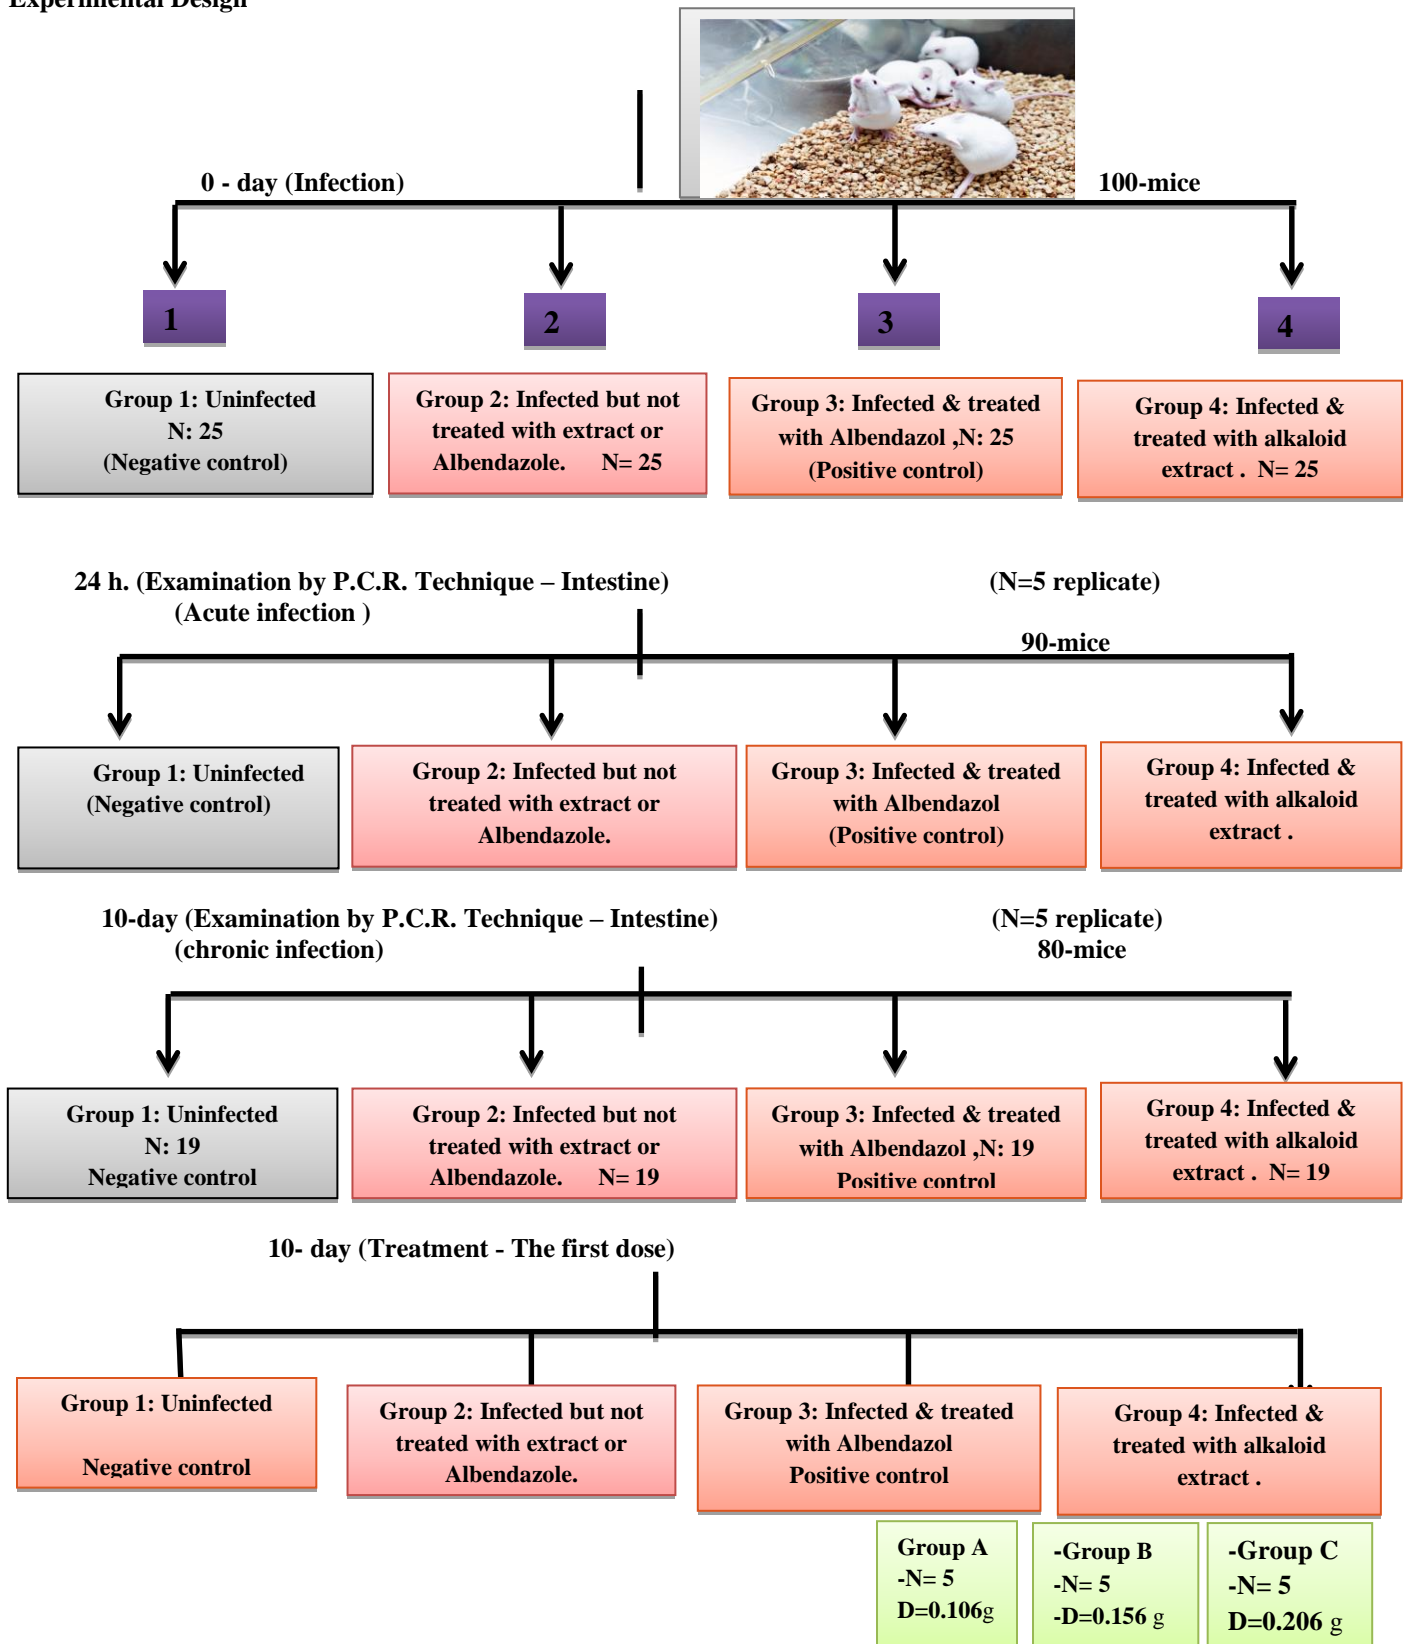 Experimental Design
0 - day (Infection)
100-mice
1
2
3
4
Group 1: Uninfected
N: 25
(Negative control)
Group 2: Infected but not
treated with extract or
Albendazole. N= 25
Group 3: Infected & treated
with Albendazol ,N: 25
(Positive control)
Group 4: Infected &
treated with alkaloid
extract . N= 25
24 h. (Examination by P.C.R. Technique – Intestine)
(N=5 replicate)
(Acute infection )
90-mice
Group 1: Uninfected
(Negative control)
Group 2: Infected but not
treated with extract or
Albendazole.
Group 3: Infected & treated
with Albendazol
(Positive control)
Group 4: Infected &
treated with alkaloid
extract .
10-day (Examination by P.C.R. Technique – Intestine)
(N=5 replicate)
(chronic infection)
80-mice
Group 1: Uninfected
N: 19
Negative control
Group 2: Infected but not
treated with extract or
Albendazole. N= 19
Group 3: Infected & treated
with Albendazol ,N: 19
Positive control
Group 4: Infected &
treated with alkaloid
extract . N= 19
10- day (Treatment - The first dose)
Group 1: Uninfected
Negative control
Group 2: Infected but not
treated with extract or
Albendazole.
Group 3: Infected & treated
with Albendazol
Positive control
Group 4: Infected &
treated with alkaloid
extract .
Group A
-N= 5
D=0.106g
-Group B
-N= 5
-D=0.156 g
-Group C
-N= 5
D=0.206 g